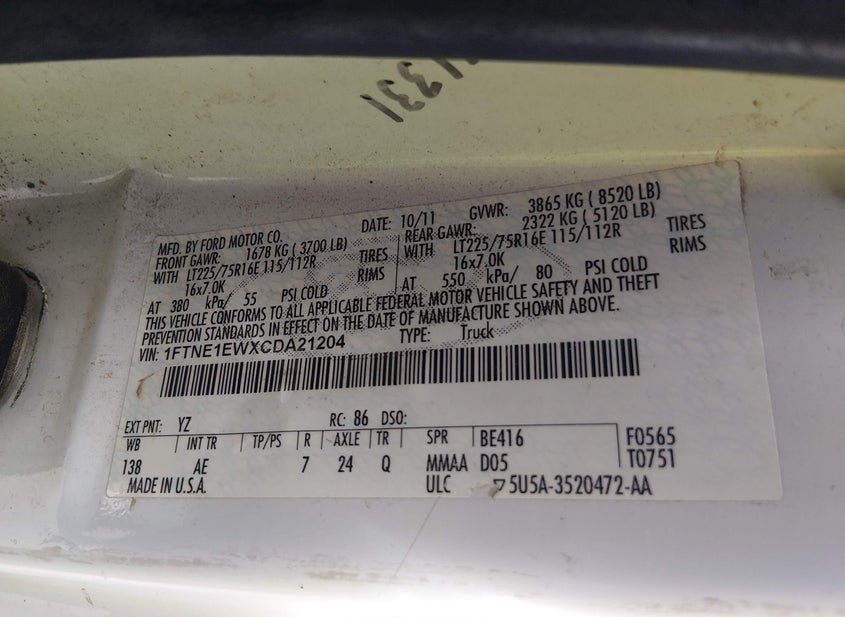 1331
MFD. BY FORD MOTOR CO.
DATE: 10/11 GVWR: 3865 KG ( 8520 LB)
FRONT GAWR: 1678 KG ( 3700 LB) REAR GAWR: 2322 KG ( 5120 LB)
WITH LT225/75R16E 115/112R TIRES WITH LT225/75R16E 115/112R TIRES
16x7.0K RIMS 16x7.0K RIMS
AT 380 kPa/ 55 PSI COLD AT 550 kPa/ 80 PSI COLD
THIS VEHICLE CONFORMS TO ALL APPLICABLE FEDERAL MOTOR VEHICLE SAFETY AND THEFT
PREVENTION STANDARDS IN EFFECT ON THE DATE OF MANUFACTURE SHOWN ABOVE.
VIN: 1FTNE1EWXCDA21204 TYPE: Truck
EXT PNT: YZ RC: 86 DSO:
WB INT TR TP/PS R AXLE TR SPR BE416 F0565
138 AE 7 24 Q MMAA D05 T0751
MADE IN U.S.A. ULC 5U5A-3520472-AA